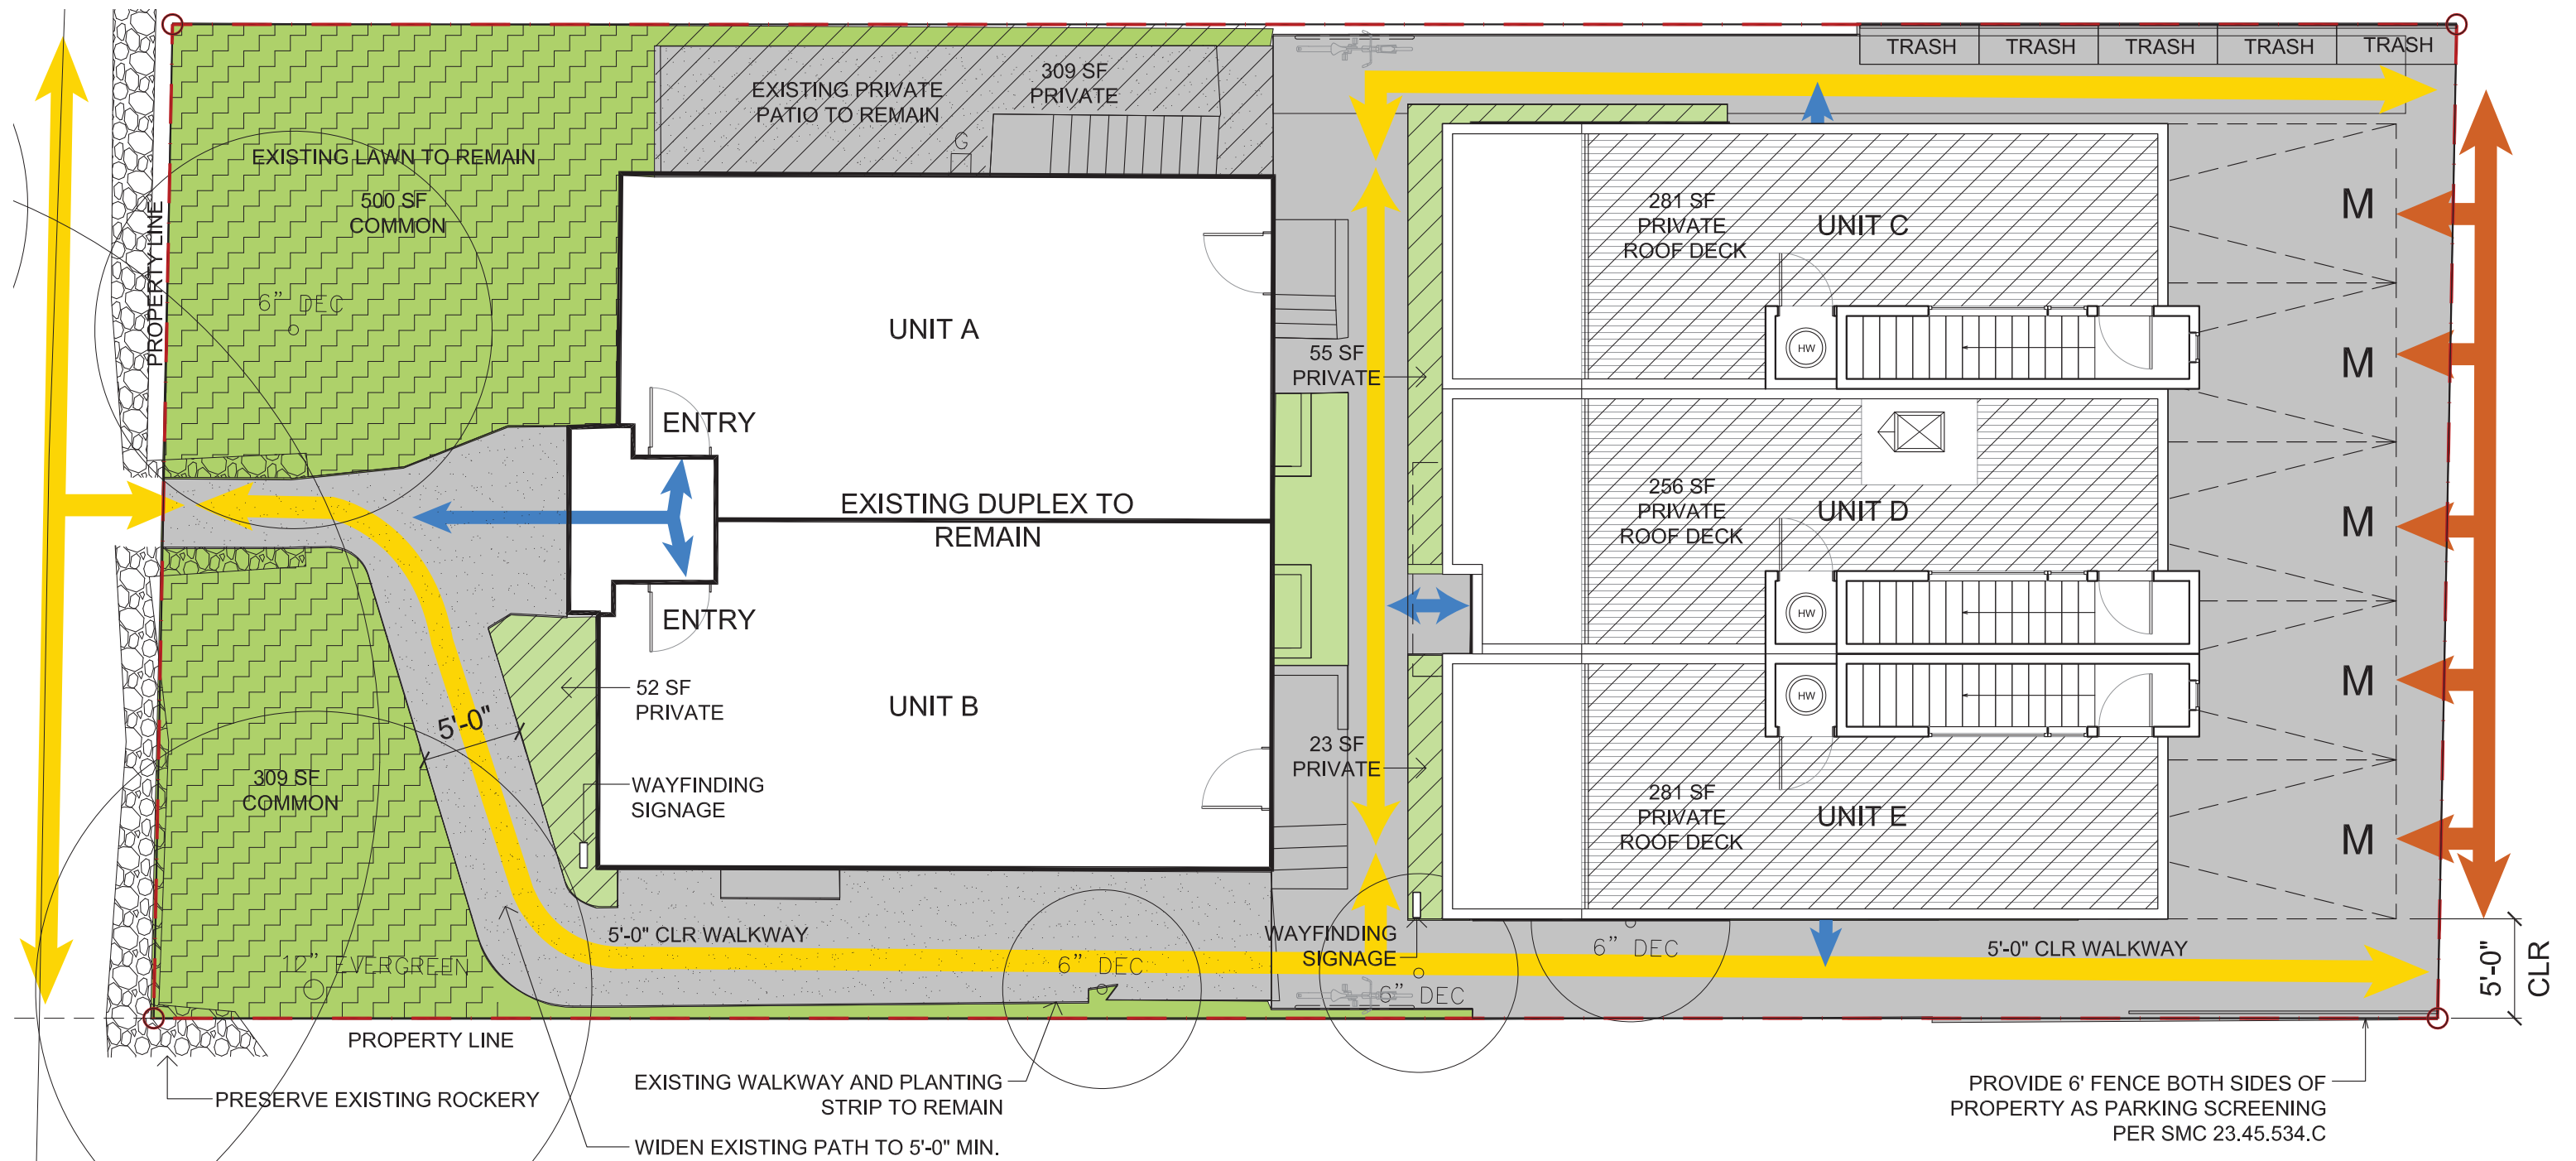 TRASH
TRASH
TRASH
TRASH
TRASH
EXISTING PRIVATE
PATIO TO REMAIN
309 SF
PRIVATE
G
EXISTING LAWN TO REMAIN
500 SF
COMMON
PROPERTY LINE
6" DEC
UNIT A
ENTRY
EXISTING DUPLEX TO
REMAIN
ENTRY
UNIT B
52 SF
PRIVATE
5'-0"
WAYFINDING
SIGNAGE
309 SF
COMMON
12" EVERGREEN
5'-0" CLR WALKWAY
6" DEC
55 SF
PRIVATE
23 SF
PRIVATE
WAYFINDING
SIGNAGE
6" DEC
6" DEC
281 SF
PRIVATE
ROOF DECK
UNIT C
HW
256 SF
PRIVATE
ROOF DECK
UNIT D
HW
HW
281 SF
PRIVATE
ROOF DECK
UNIT E
M
M
M
M
M
5'-0" CLR WALKWAY
5'-0"
CLR
PROPERTY LINE
PRESERVE EXISTING ROCKERY
EXISTING WALKWAY AND PLANTING
STRIP TO REMAIN
WIDEN EXISTING PATH TO 5'-0" MIN.
PROVIDE 6' FENCE BOTH SIDES OF
PROPERTY AS PARKING SCREENING
PER SMC 23.45.534.C